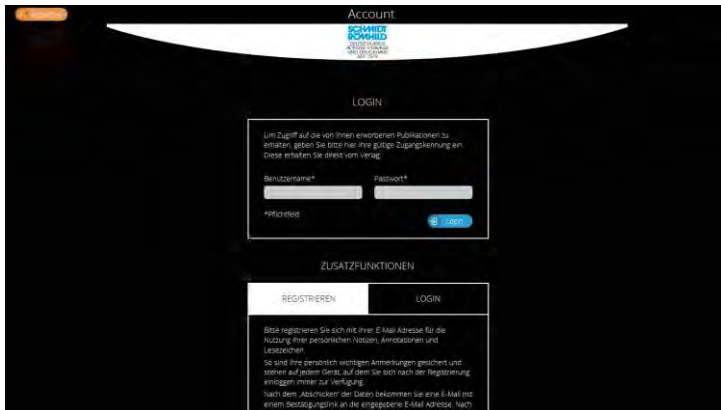 Account
SCHMIDT
RÖMHILD
LOGIN
Um Zugriff auf die von Ihnen erworbenen Publikationen zu
erhalten, geben Sie bitte hier Ihre gültige Zugangskennung ein.
Diese erhalten Sie direkt vom Verlag.
Benutzername*
Passwort*
*Pflichtfeld
Login
ZUSATZFUNKTIONEN
REGISTRIEREN
LOGIN
Bitte registrieren Sie sich mit Ihrer E-Mail Adresse für die
Nutzung Ihrer persönlichen Notizen, Annotationen und
Lesezeichen.
So sind Ihre persönlich wichtigen Anmerkungen gesichert und
stehen auf jedem Gerät, auf dem Sie sich nach der Registrierung
einloggen immer zur Verfügung.
Nach dem „Abschicken“ der Daten bekommen Sie eine E-Mail mit
einem Bestätigungslink an die eingegebene E-Mail Adresse. Nach